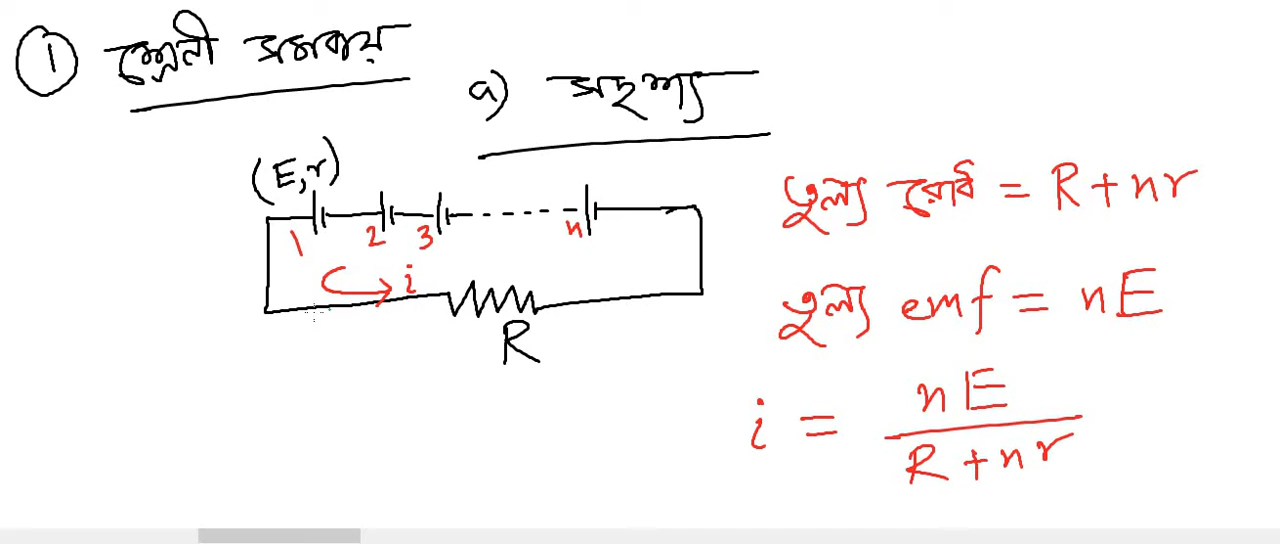 ① শ্রেনী সমবায়
a) সদৃশ্য
(E, r)
1 2 3 n
i
R
তুল্য রোধ = R + nr
তুল্য emf = nE
i = nE / R + nr